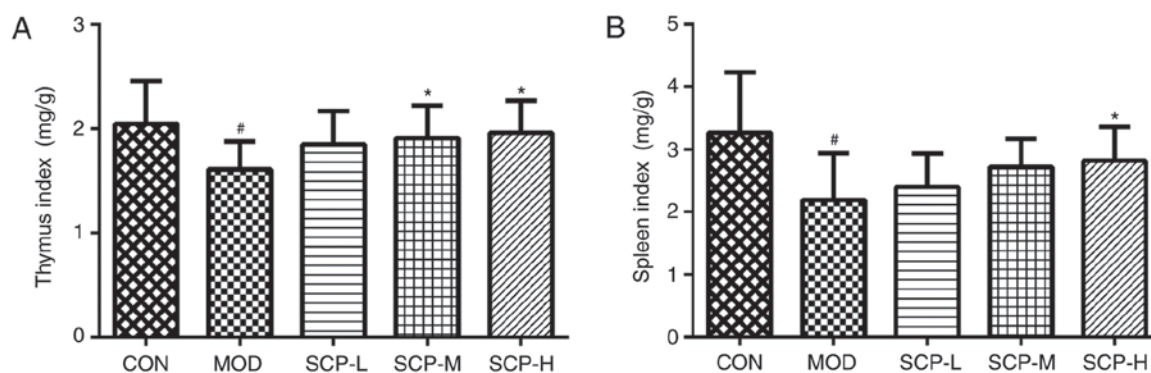 A
Thymus index (mg/g)
3
2
1
0
#
*
*
CON MOD SCP-L SCP-M SCP-H
B
Spleen index (mg/g)
5
4
3
2
1
0
#
*
CON MOD SCP-L SCP-M SCP-H